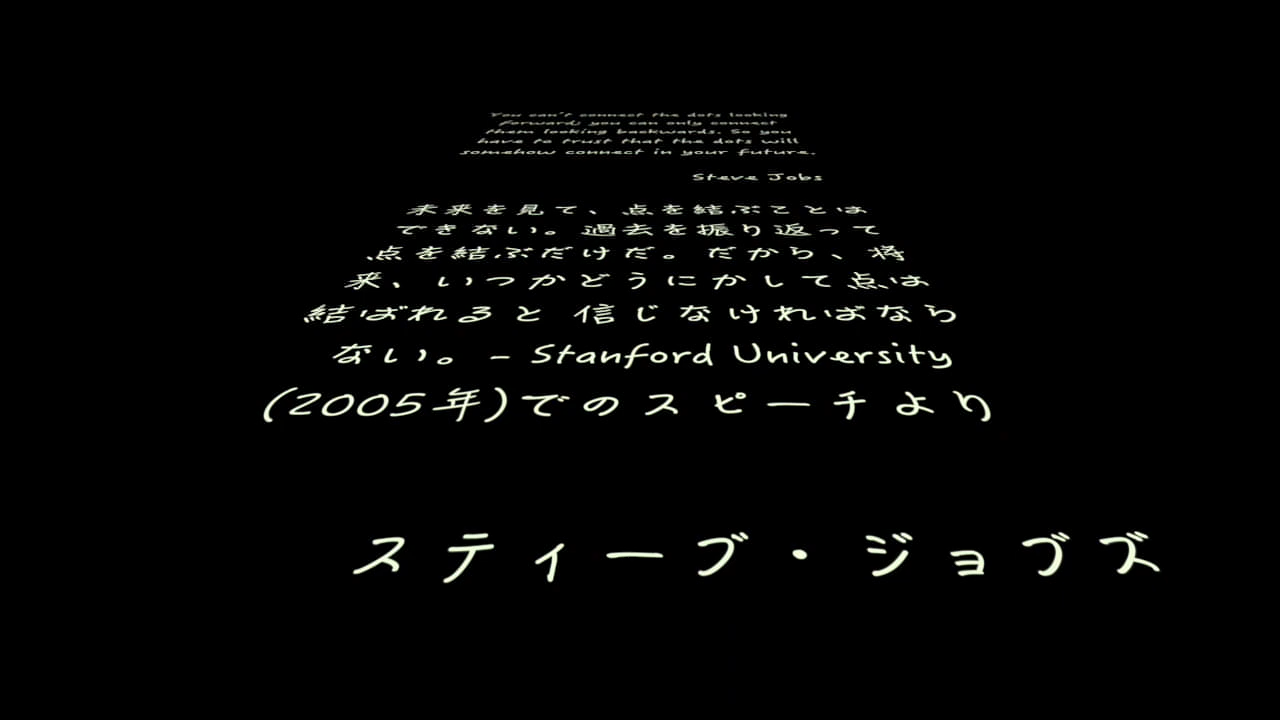 You can't connect the dots looking
forward; you can only connect
them looking backwards. So you
have to trust that the dots will
somehow connect in your future.
Steve Jobs
未来を見て、点を結ぶことは
できない。過去を振り返って
点を結ぶだけだ。だから、将
来、いつかどうにかして点は
結ばれると 信じなければなら
ない。 – Stanford University
(2005年)でのスピーチより
スティーブ・ジョブズ